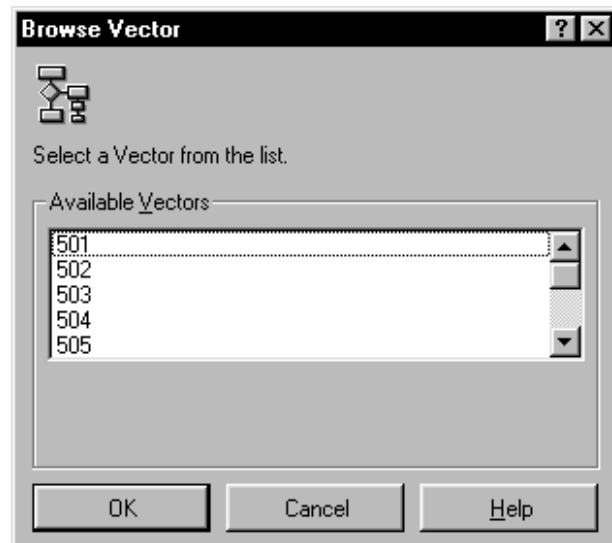 Browse Vector
Select a Vector from the list.
Available Vectors
501
502
503
504
505
OK
Cancel
Help